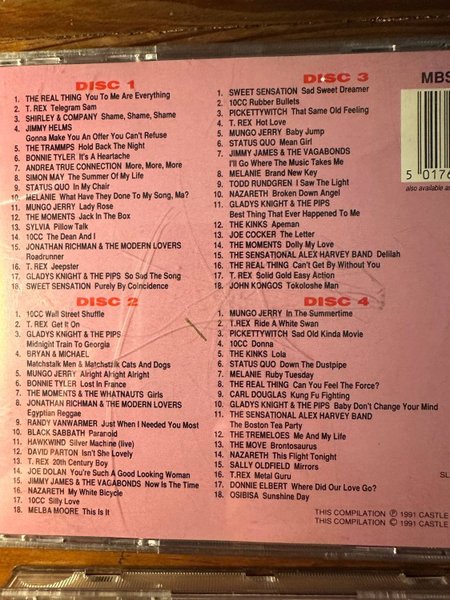 DISC 1
1. THE REAL THING You To Me Are Everything
2. T. REX Telegram Sam
3. SHIRLEY & COMPANY Shame, Shame, Shame
4. JIMMY HELMS
Gonna Make You An Offer You Can't Refuse
5. THE TRAMMPS Hold Back The Night
6. BONNIE TYLER It's A Heartache
7. ANDREA TRUE CONNECTION More, More, More
8. SIMON MAY The Summer Of My Life
9. STATUS QUO In My Chair
10. MELANIE What Have They Done To My Song, Ma?
11. MUNGO JERRY Lady Rose
12. THE MOMENTS Jack In The Box
13. SYLVIA Pillow Talk
14. 10CC The Dean And I
15. JONATHAN RICHMAN & THE MODERN LOVERS
Roadrunner
16. T. REX Jeepster
17. GLADYS KNIGHT & THE PIPS So Sad The Song
18. SWEET SENSATION Purely By Coincidence
DISC 2
1. 10CC Wall Street Shuffle
2. T. REX Get It On
3. GLADYS KNIGHT & THE PIPS
Midnight Train To Georgia
4. BRYAN & MICHAEL
Matchstalk Men & Matchstalk Cats And Dogs
5. MUNGO JERRY Alright Alright Alright
6. BONNIE TYLER Lost In France
7. THE MOMENTS & THE WHATNAUTS Girls
8. JONATHAN RICHMAN & THE MODERN LOVERS
Egyptian Reggae
9. RANDY VANWARMER Just When I Needed You Most
10. BLACK SABBATH Paranoid
11. HAWKWIND Silver Machine (live)
12. DAVID PARTON Isn't She Lovely
13. T. REX 20th Century Boy
14. JOE DOLAN You're Such A Good Looking Woman
15. JIMMY JAMES & THE VAGABONDS Now Is The Time
16. NAZARETH My White Bicycle
17. 10CC Silly Love
18. MELBA MOORE This Is It
DISC 3
1. SWEET SENSATION Sad Sweet Dreamer
2. 10CC Rubber Bullets
3. PICKETTYWITCH That Same Old Feeling
4. T. REX Hot Love
5. MUNGO JERRY Baby Jump
6. STATUS QUO Mean Girl
7. JIMMY JAMES & THE VAGABONDS
I'll Go Where The Music Takes Me
8. MELANIE Brand New Key
9. TODD RUNDGREN I Saw The Light
10. NAZARETH Broken Down Angel
11. GLADYS KNIGHT & THE PIPS
Best Thing That Ever Happened To Me
12. THE KINKS Apeman
13. JOE COCKER The Letter
14. THE MOMENTS Dolly My Love
15. THE SENSATIONAL ALEX HARVEY BAND Delilah
16. THE REAL THING Can't Get By Without You
17. T. REX Solid Gold Easy Action
18. JOHN KONGOS Tokoloshe Man
DISC 4
1. MUNGO JERRY In The Summertime
2. T.REX Ride A White Swan
3. PICKETTYWITCH Sad Old Kinda Movie
4. 10CC Donna
5. THE KINKS Lola
6. STATUS QUO Down The Dustpipe
7. MELANIE Ruby Tuesday
8. THE REAL THING Can You Feel The Force?
9. CARL DOUGLAS Kung Fu Fighting
10. GLADYS KNIGHT & THE PIPS Baby Don't Change Your Mind
11. THE SENSATIONAL ALEX HARVEY BAND
The Boston Tea Party
12. THE TREMELOES Me And My Life
13. THE MOVE Brontosaurus
14. NAZARETH This Flight Tonight
15. SALLY OLDFIELD Mirrors
16. T.REX Metal Guru
17. DONNIE ELBERT Where Did Our Love Go?
18. OSIBISA Sunshine Day
THIS COMPILATION ℗ 1991 CASTLE
THIS COMPILATION © 1991 CASTLE
MBS
5 0176
also available as
SL